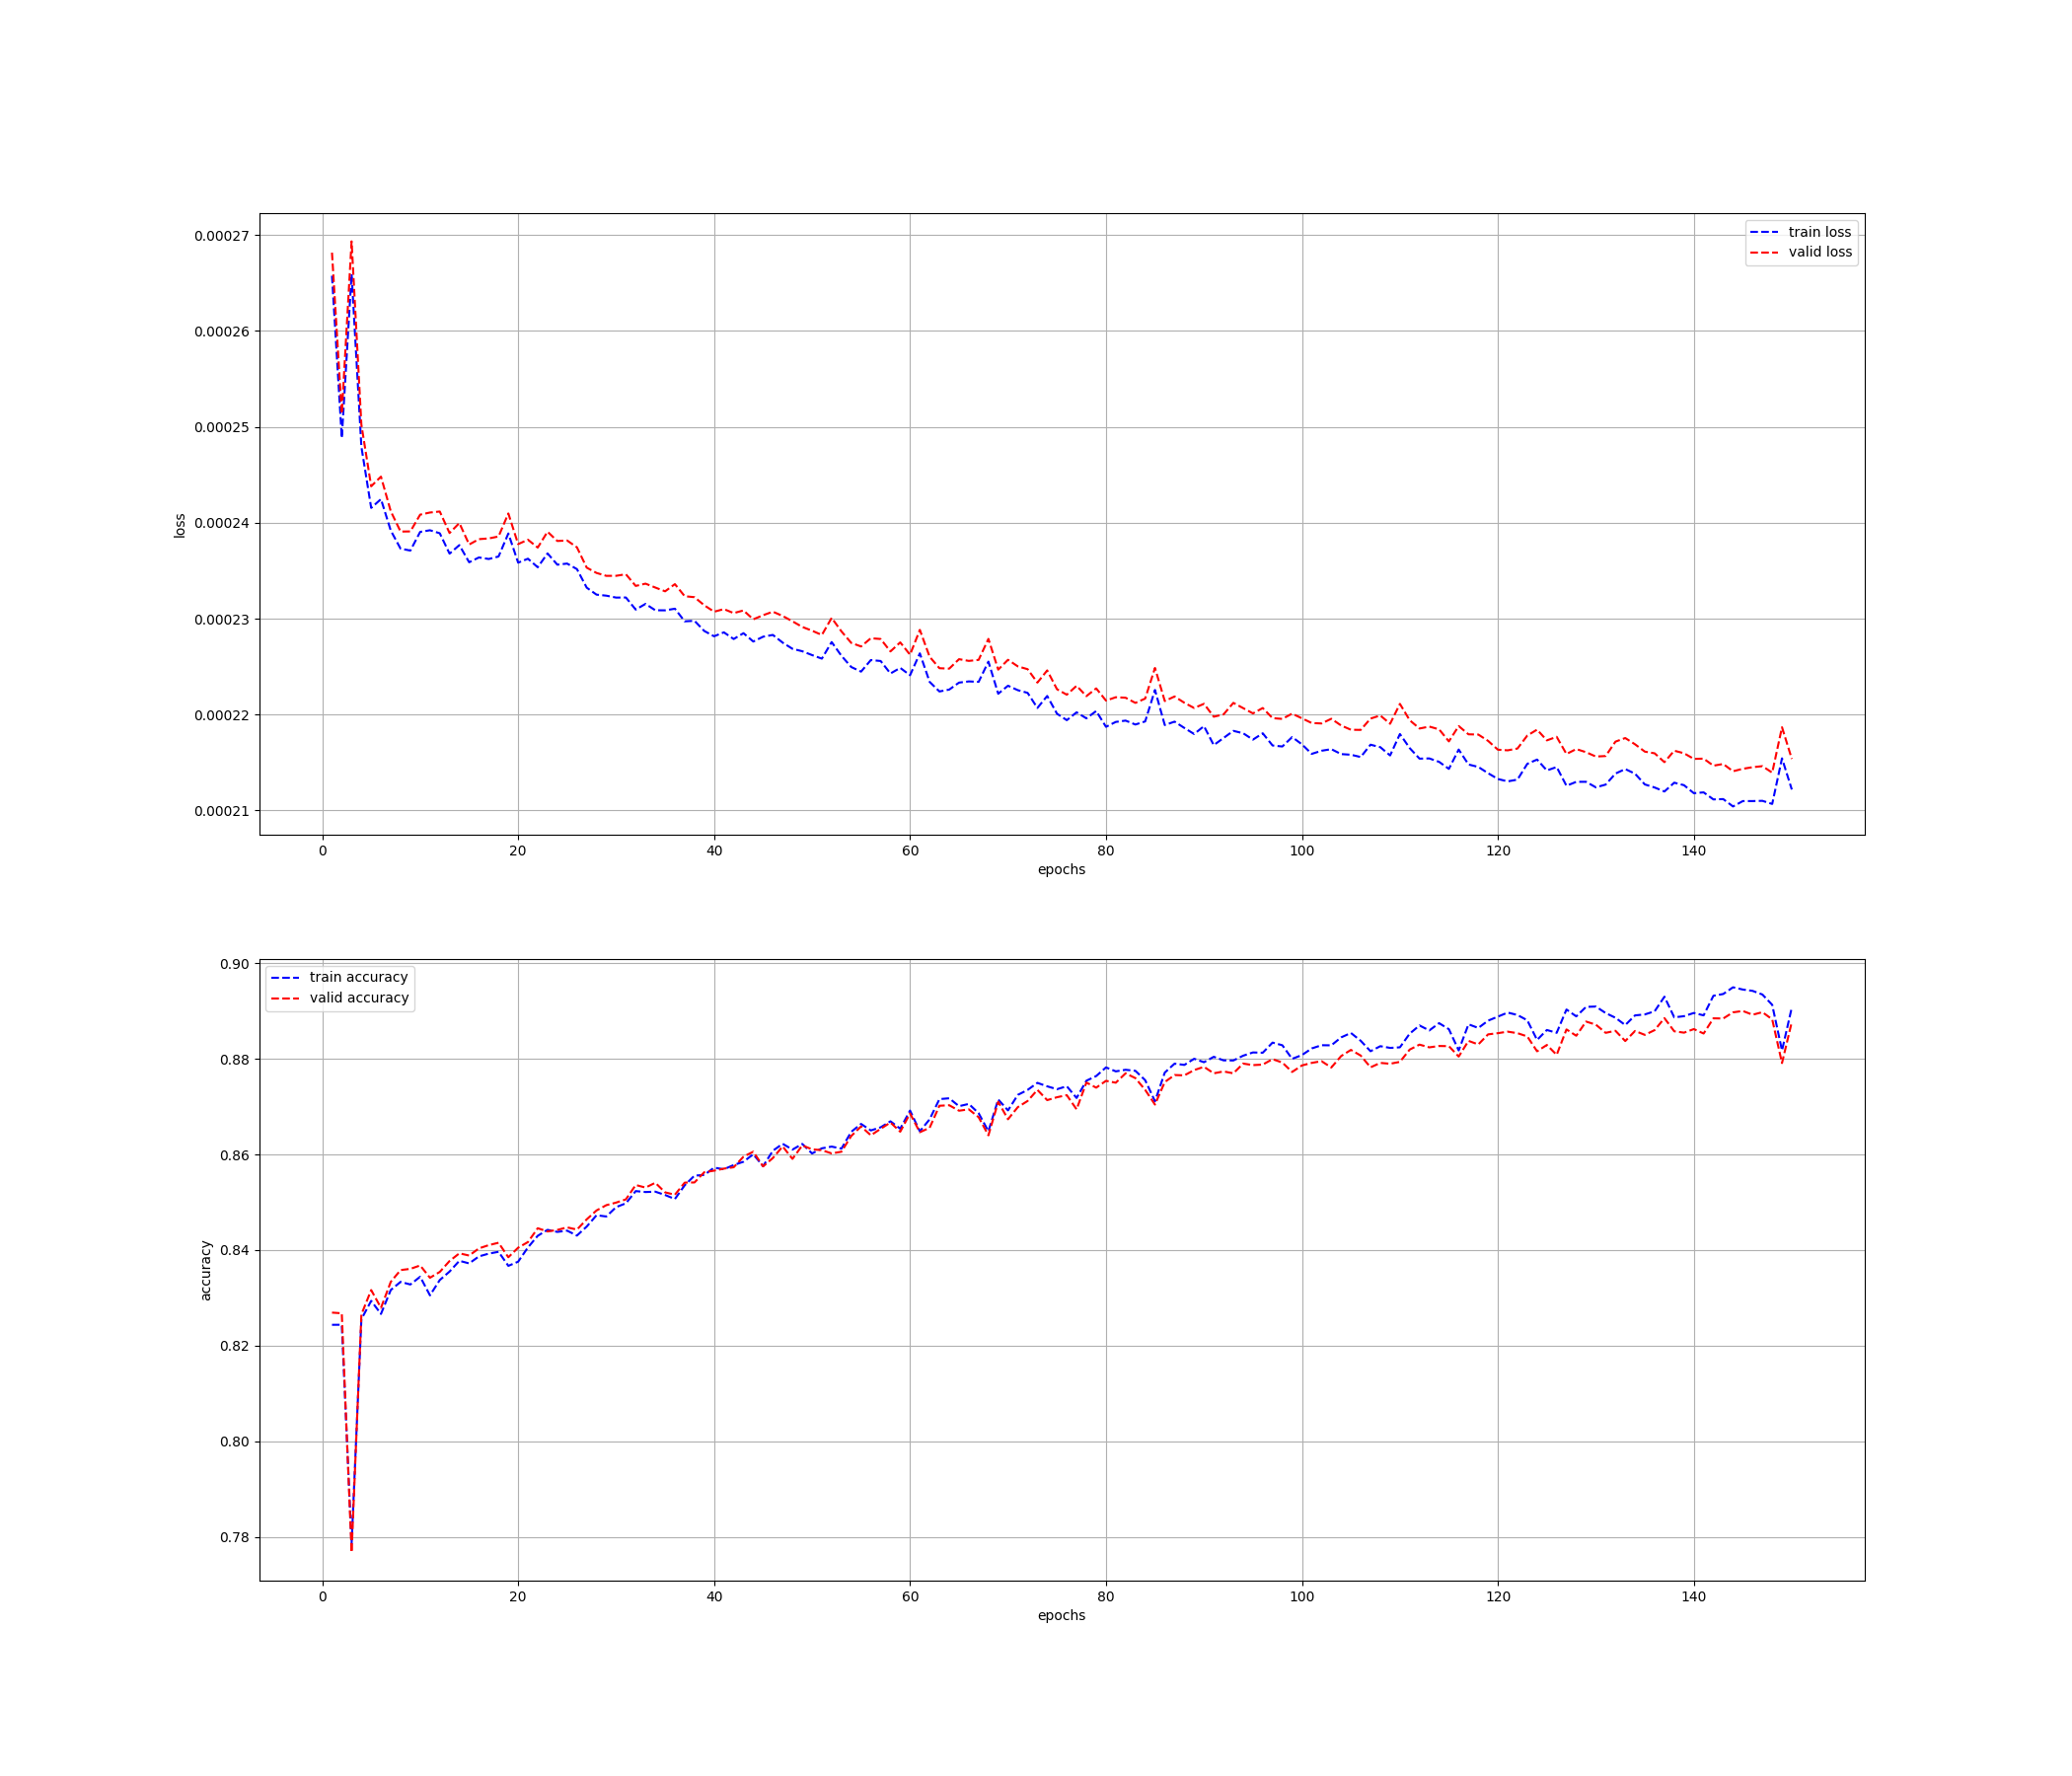 train loss
valid loss
0.00027
0.00026
0.00025
0.00024
0.00023
0.00022
0.00021
loss
0 20 40 60 80 100 120 140
epochs
train accuracy
valid accuracy
0.90
0.88
0.86
0.84
0.82
0.80
0.78
accuracy
0 20 40 60 80 100 120 140
epochs